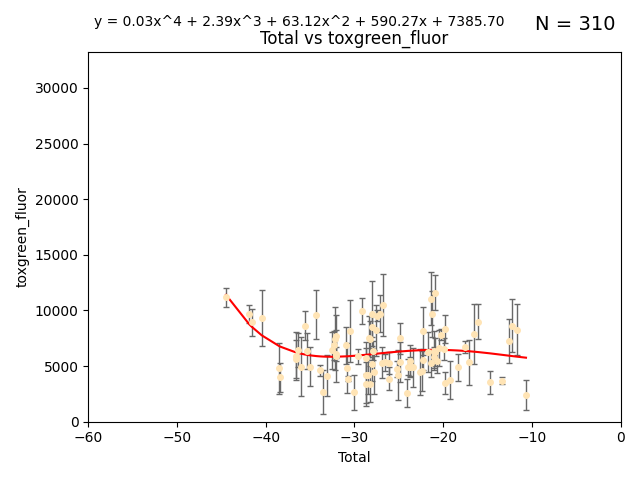 y = 0.03x^4 + 2.39x^3 + 63.12x^2 + 590.27x + 7385.70
N = 310
Total vs toxgreen_fluor
30000
25000
20000
15000
10000
5000
0
toxgreen_fluor
−60
−50
−40
−30
−20
−10
0
Total